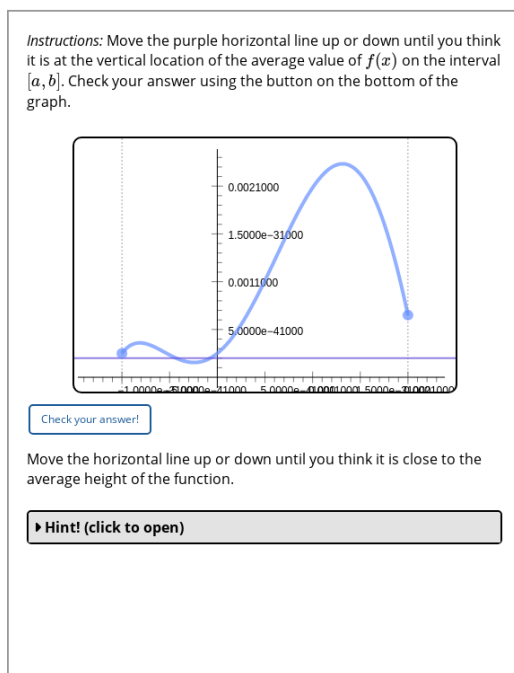 Instructions: Move the purple horizontal line up or down until you think
it is at the vertical location of the average value of f(x) on the interval
[a, b]. Check your answer using the button on the bottom of the
graph.
0.0021000
1.5000e−31000
0.0011000
5.0000e−41000
Check your answer!
Move the horizontal line up or down until you think it is close to the
average height of the function.
Hint! (click to open)